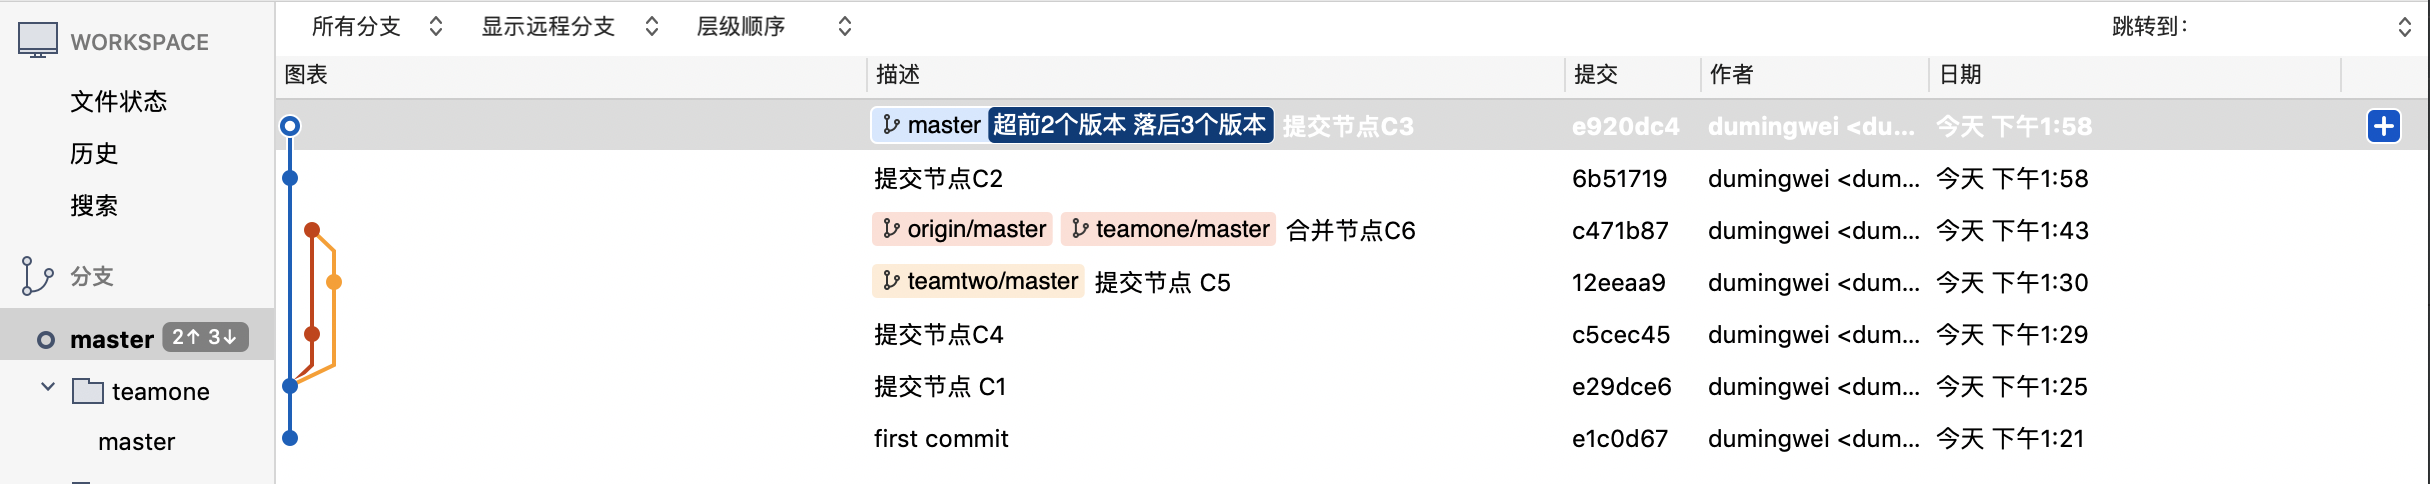 WORKSPACE
文件状态
历史
搜索
分支
master 2↑ 3↓
teamone
master
所有分支 显示远程分支 层级顺序 跳转到：
图表 描述 提交 作者 日期
master 超前2个版本 落后3个版本 提交节点C3 e920dc4 dumingwei <du... 今天 下午1:58
提交节点C2 6b51719 dumingwei <dum... 今天 下午1:58
origin/master teamone/master 合并节点C6 c471b87 dumingwei <dum... 今天 下午1:43
teamtwo/master 提交节点 C5 12eeaa9 dumingwei <dum... 今天 下午1:30
提交节点C4 c5cec45 dumingwei <dum... 今天 下午1:29
提交节点 C1 e29dce6 dumingwei <dum... 今天 下午1:25
first commit e1c0d67 dumingwei <dum... 今天 下午1:21